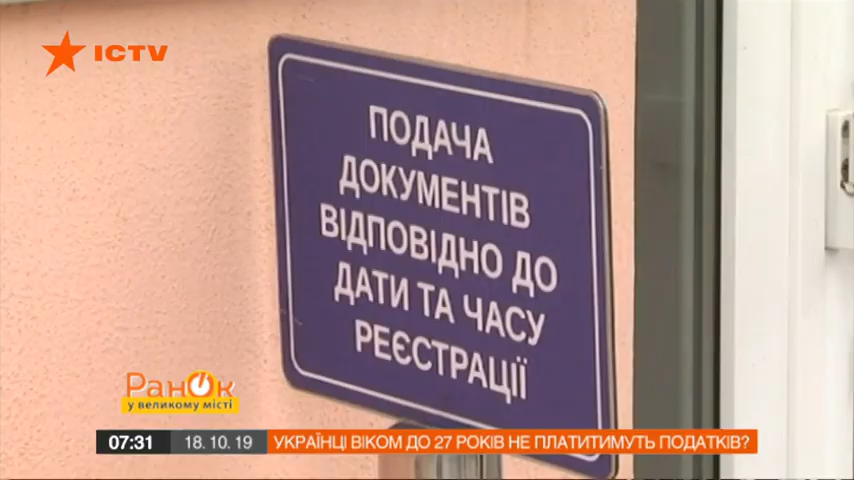 ICTV
ПОДАЧА
ДОКУМЕНТІВ
ВІДПОВІДНО ДО
ДАТИ ТА ЧАСУ
РЕЄСТРАЦІЇ
РанОк
у великому місті
07:31 18. 10. 19 УКРАЇНЦІ ВІКОМ ДО 27 РОКІВ НЕ ПЛАТИТИМУТЬ ПОДАТКІВ?